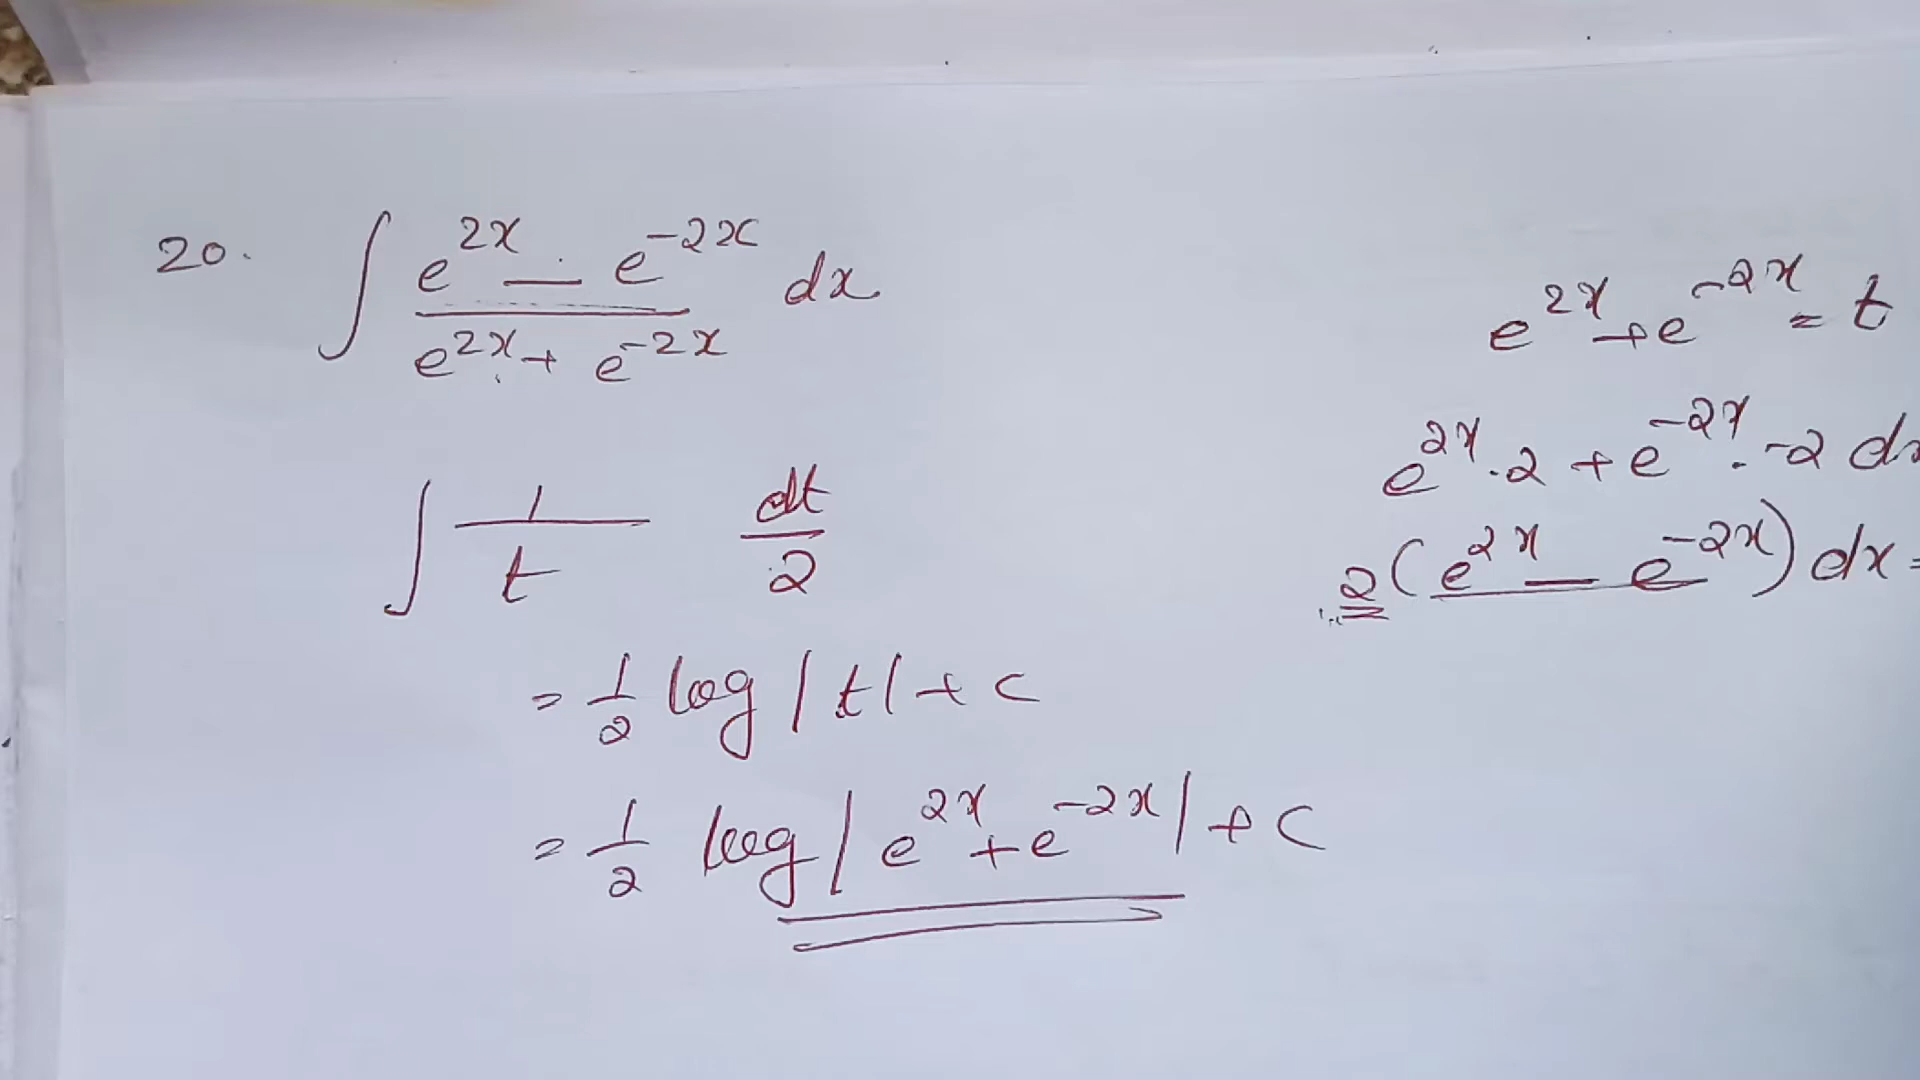 20. ∫ (e^{2x} - e^{-2x}) / (e^{2x} + e^{-2x}) dx
∫ 1/t dt/2
= 1/2 log |t| + c
= 1/2 log |e^{2x} + e^{-2x}| + c
e^{2x} + e^{-2x} = t
e^{2x} . 2 + e^{-2x} . -2 d
2 (e^{2x} - e^{-2x}) dx =